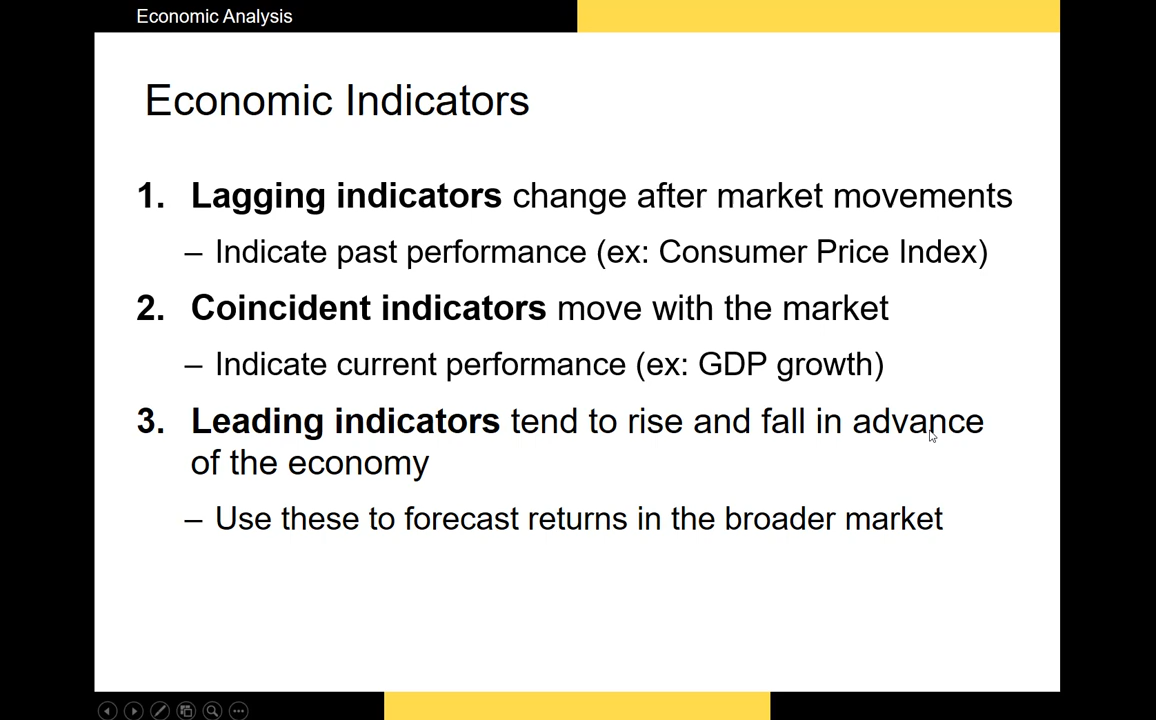 Economic Analysis
Economic Indicators
1. Lagging indicators change after market movements
– Indicate past performance (ex: Consumer Price Index)
2. Coincident indicators move with the market
– Indicate current performance (ex: GDP growth)
3. Leading indicators tend to rise and fall in advance
of the economy
– Use these to forecast returns in the broader market